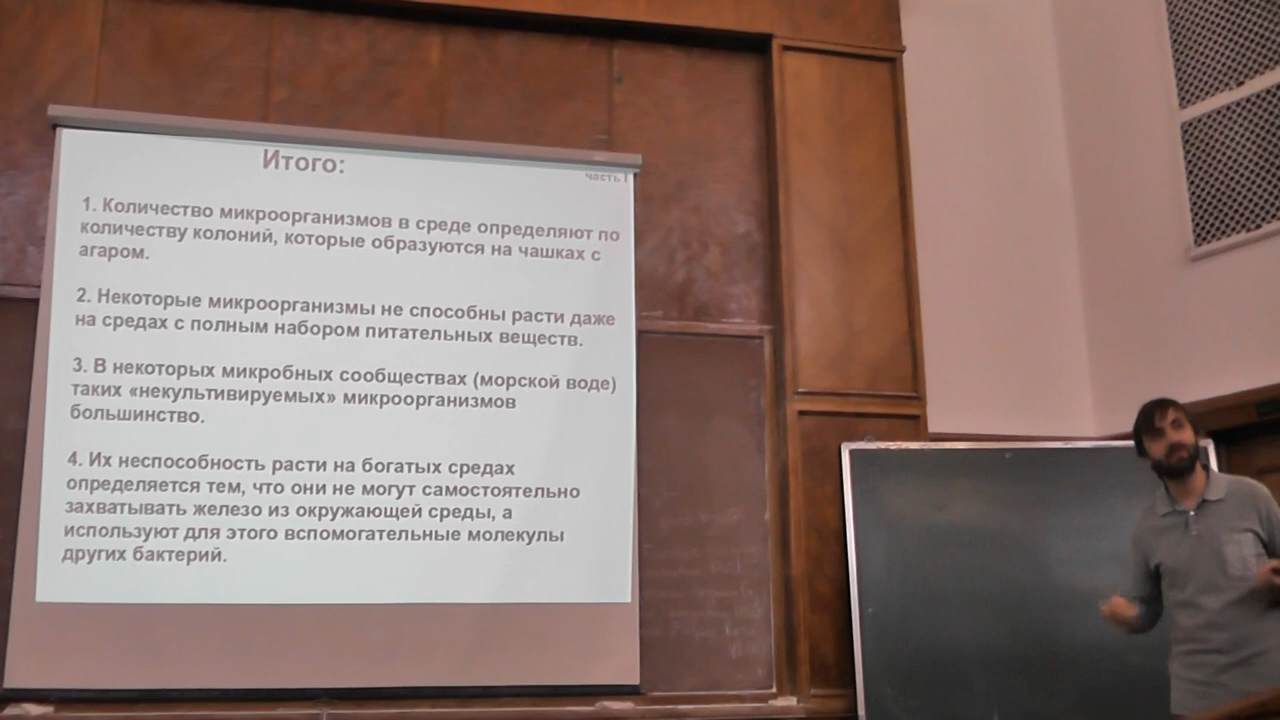 Итого:
часть I
1. Количество микроорганизмов в среде определяют по
количеству колоний, которые образуются на чашках с
агаром.
2. Некоторые микроорганизмы не способны расти даже
на средах с полным набором питательных веществ.
3. В некоторых микробных сообществах (морской воде)
таких «некультивируемых» микроорганизмов
большинство.
4. Их неспособность расти на богатых средах
определяется тем, что они не могут самостоятельно
захватывать железо из окружающей среды, а
используют для этого вспомогательные молекулы
других бактерий.